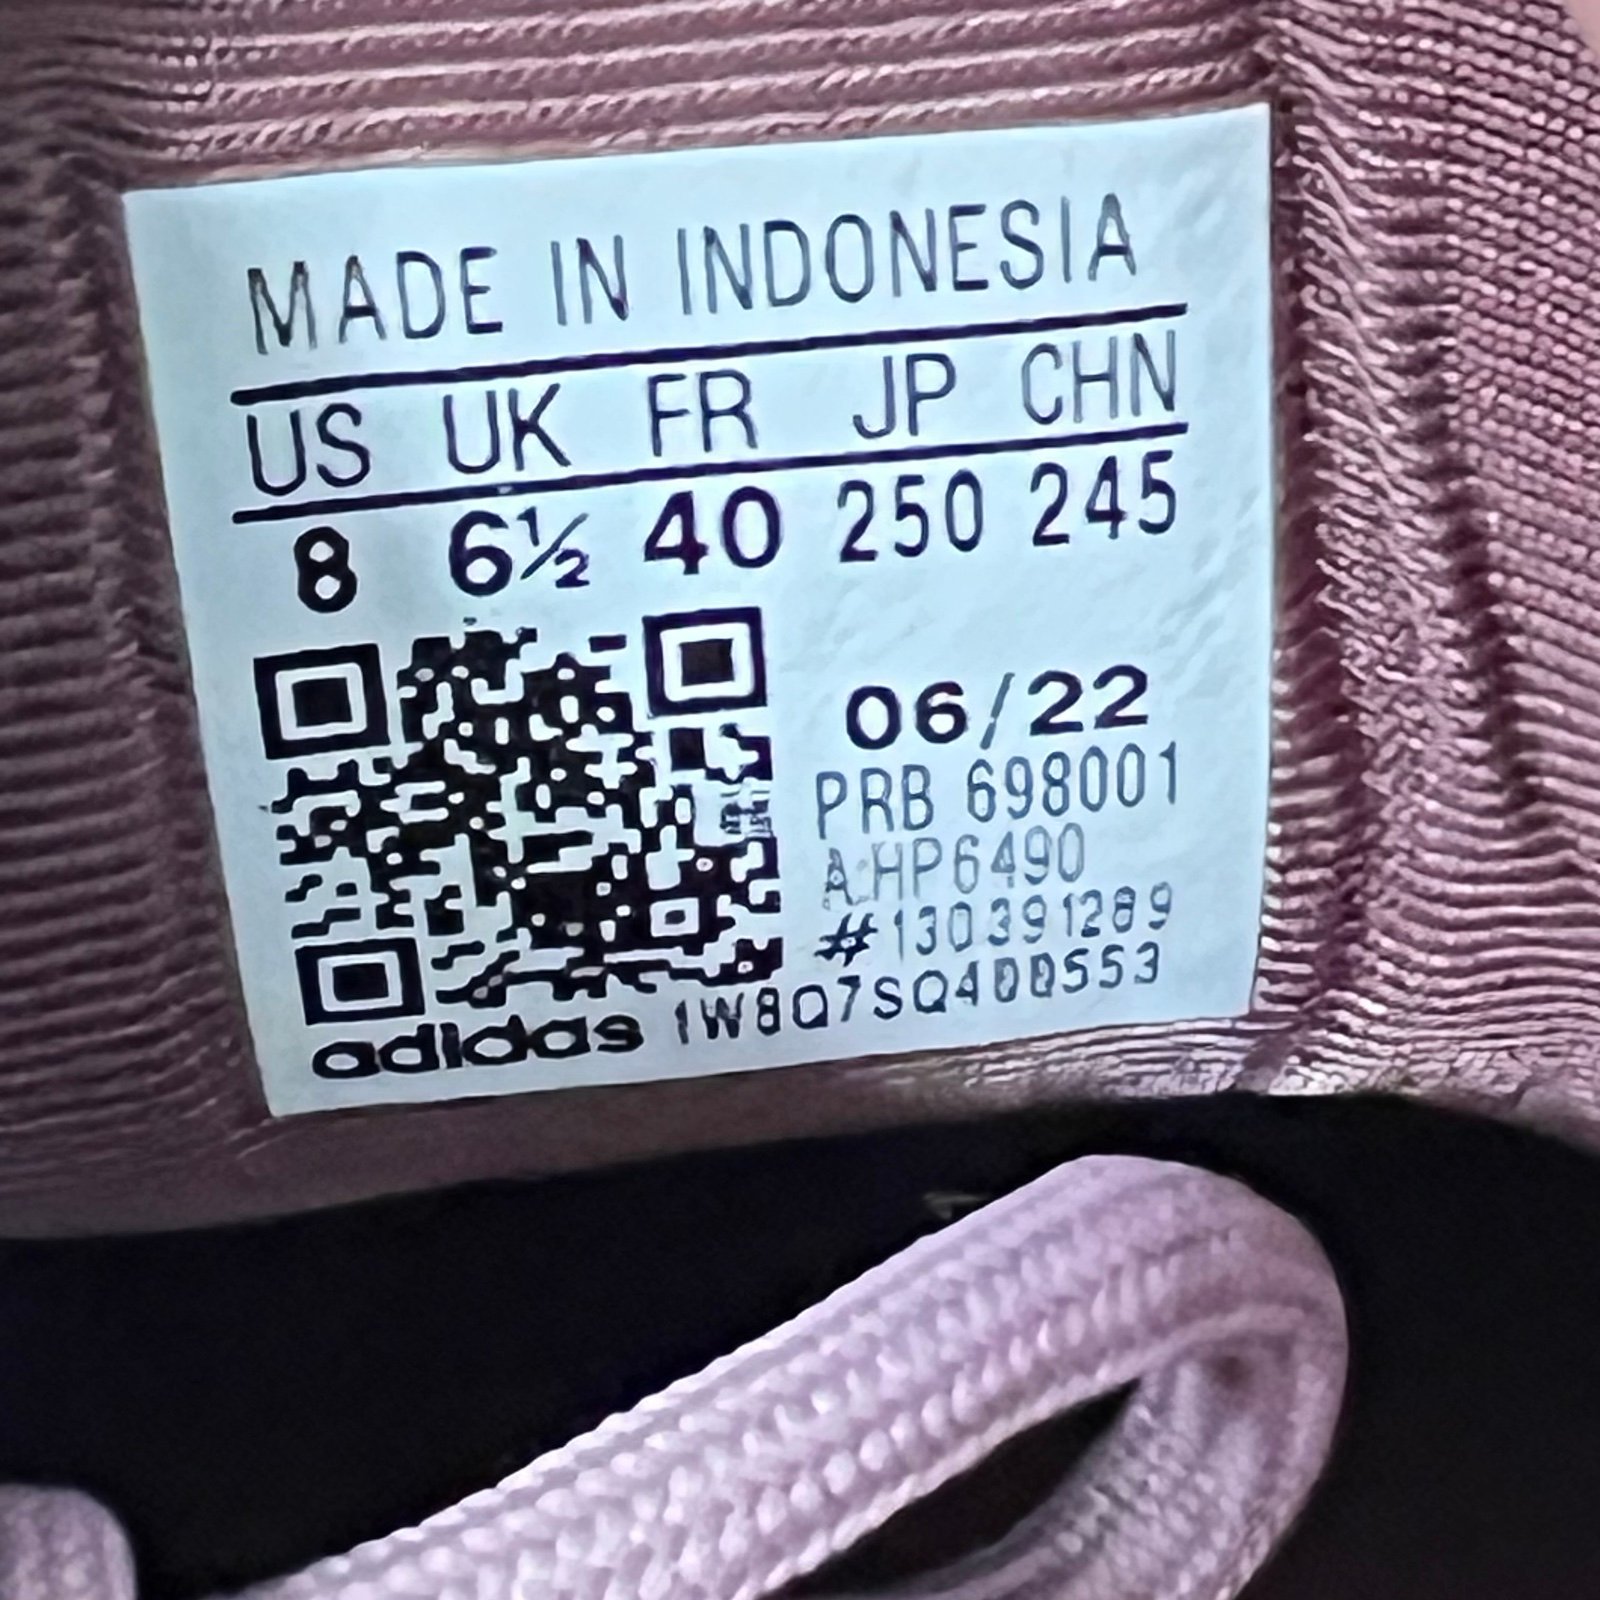 MADE IN INDONESIA
US UK FR JP CHN
8 6½ 40 250 245
06/22
PRB 698001
A:HP6490
#130391289
adidas 1W8Q7SQ400553